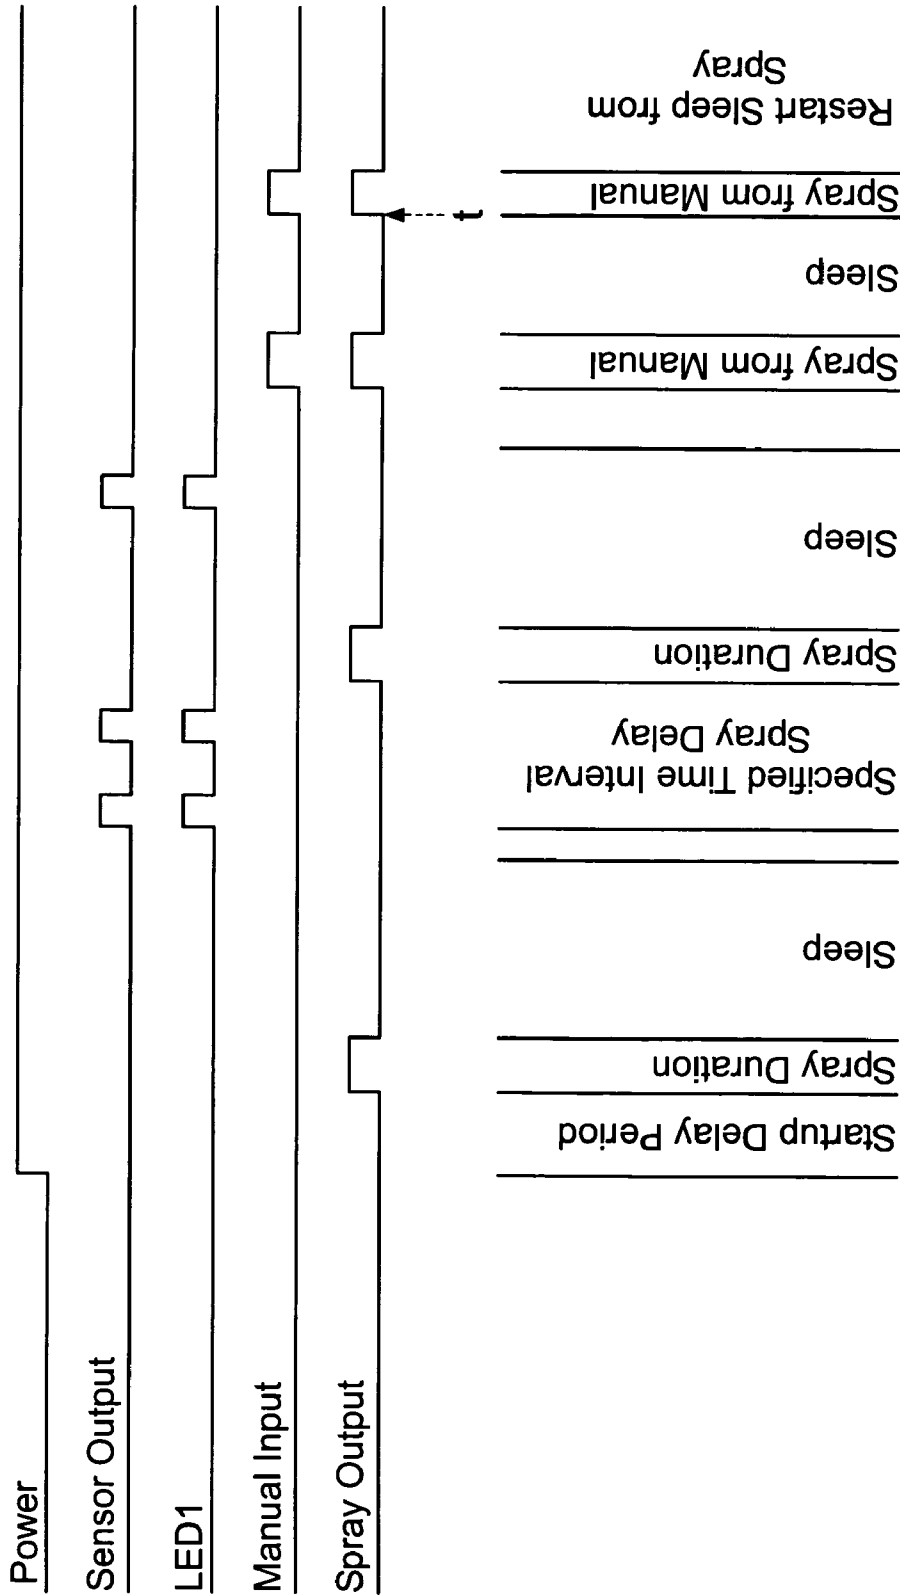 Power
Sensor Output
LED1
Manual Input
Spray Output
Startup Delay Period
Spray Duration
Sleep
Specified Time Interval
Spray Delay
Spray Duration
Sleep
Spray from Manual
Sleep
t
Spray from Manual
Restart Sleep from
Spray